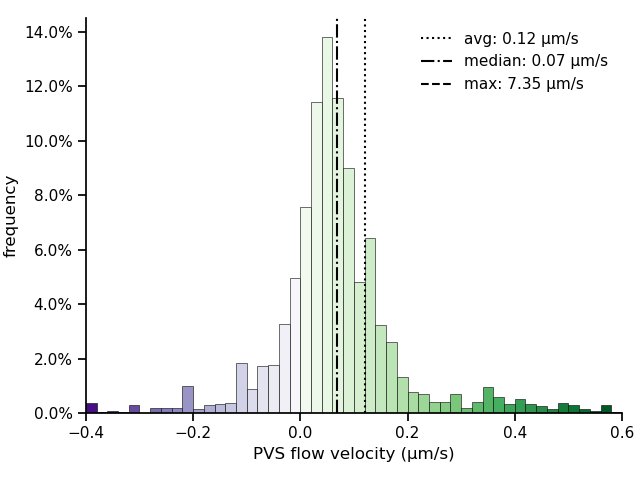 14.0%
12.0%
10.0%
8.0%
6.0%
4.0%
2.0%
0.0%
frequency
avg: 0.12 µm/s
median: 0.07 µm/s
max: 7.35 µm/s
−0.4 −0.2 0.0 0.2 0.4 0.6
PVS flow velocity (µm/s)